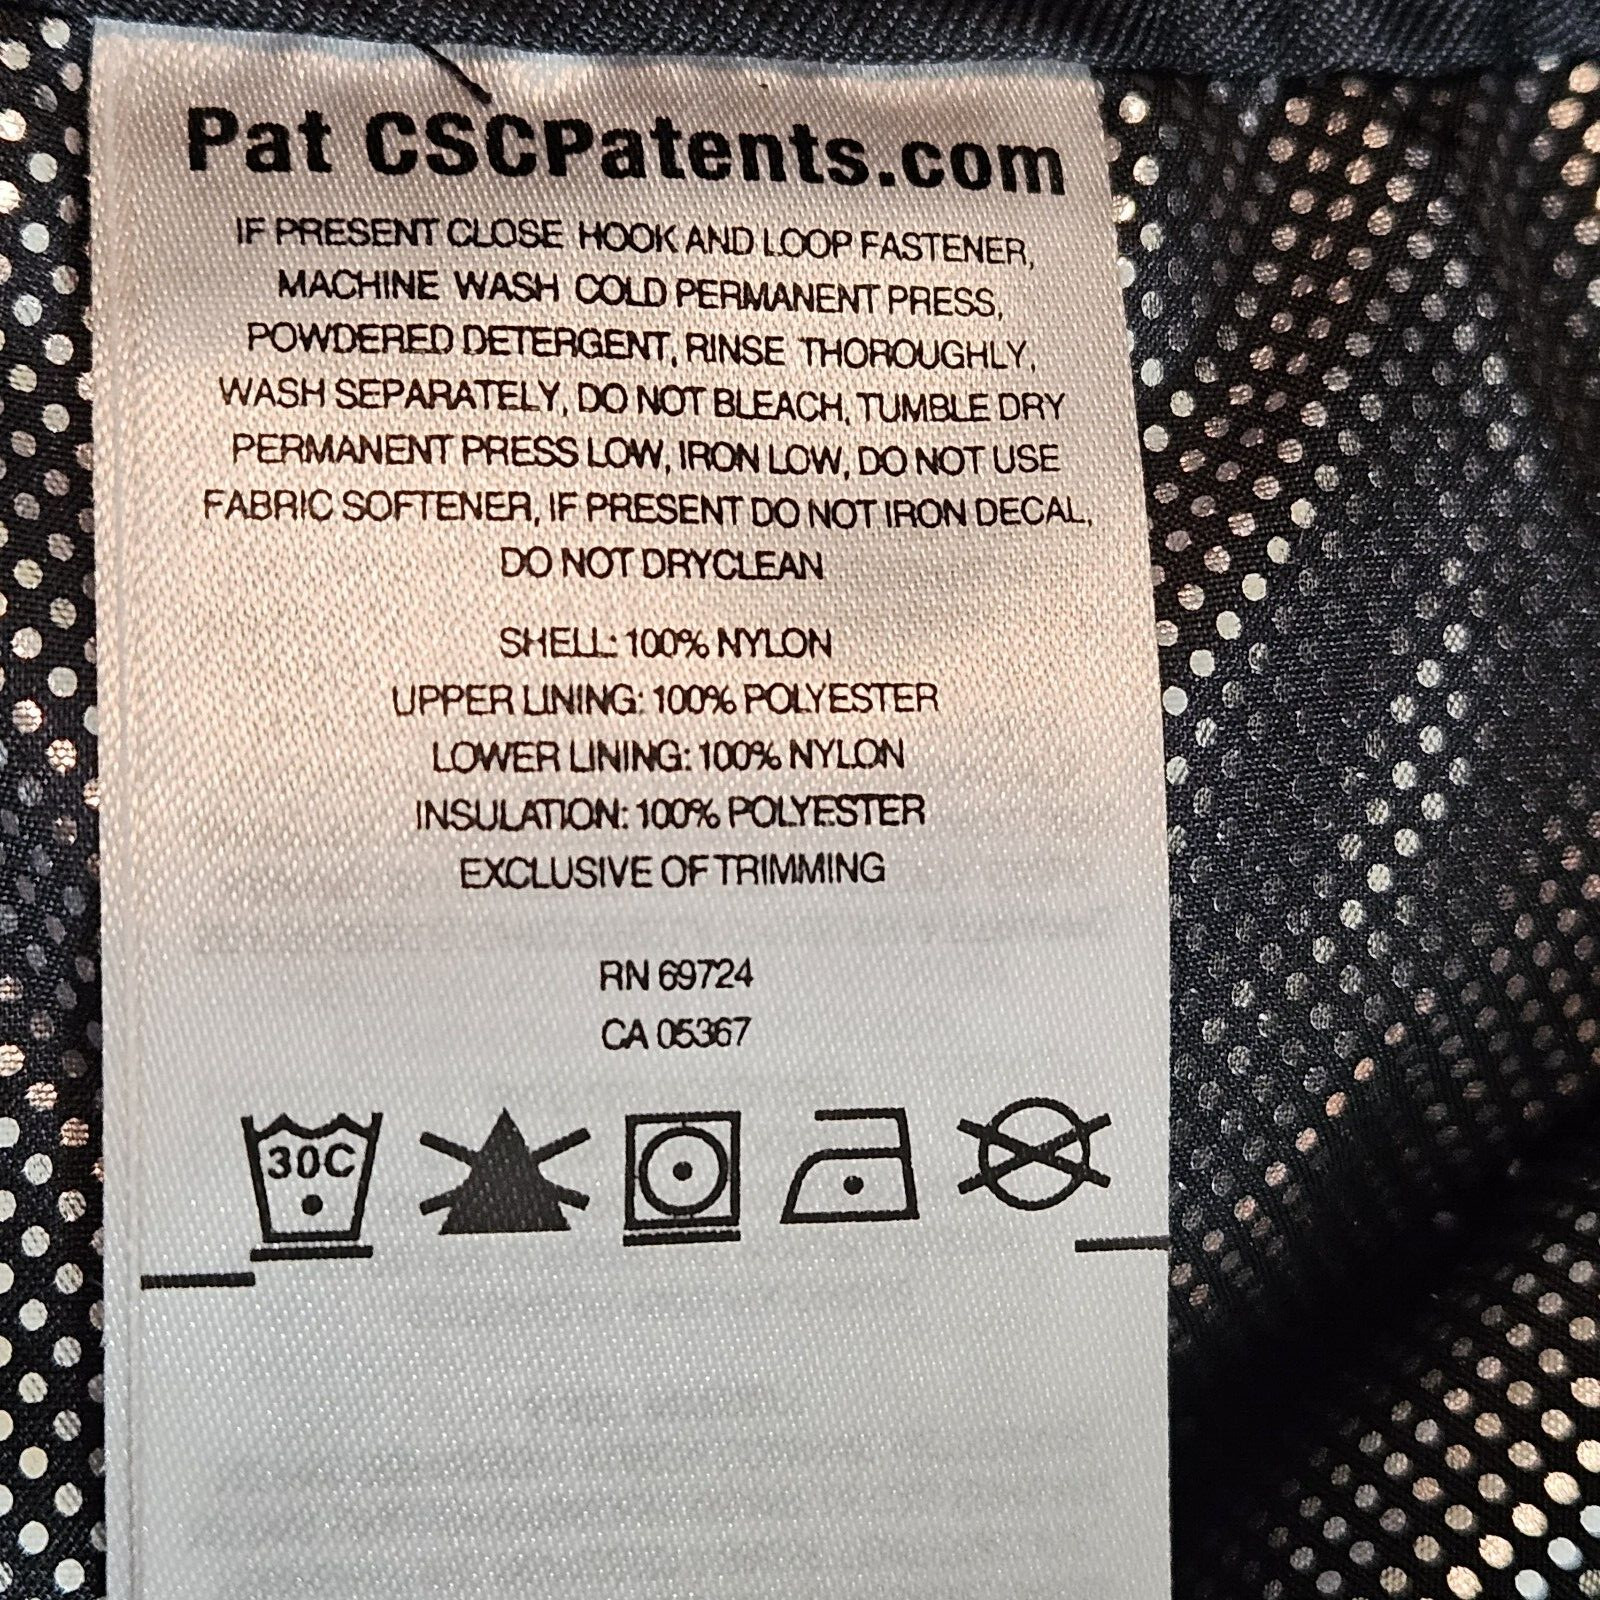 Pat CSCPatents.com
IF PRESENT CLOSE HOOK AND LOOP FASTENER,
MACHINE WASH COLD PERMANENT PRESS,
POWDERED DETERGENT, RINSE THOROUGHLY,
WASH SEPARATELY, DO NOT BLEACH, TUMBLE DRY
PERMANENT PRESS LOW, IRON LOW, DO NOT USE
FABRIC SOFTENER, IF PRESENT DO NOT IRON DECAL,
DO NOT DRYCLEAN
SHELL: 100% NYLON
UPPER LINING: 100% POLYESTER
LOWER LINING: 100% NYLON
INSULATION: 100% POLYESTER
EXCLUSIVE OF TRIMMING
RN 69724
CA 05367
30C